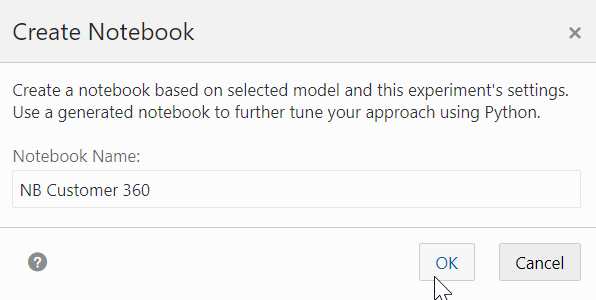 Create Notebook
Create a notebook based on selected model and this experiment's settings.
Use a generated notebook to further tune your approach using Python.
Notebook Name:
NB Customer 360
? OK Cancel